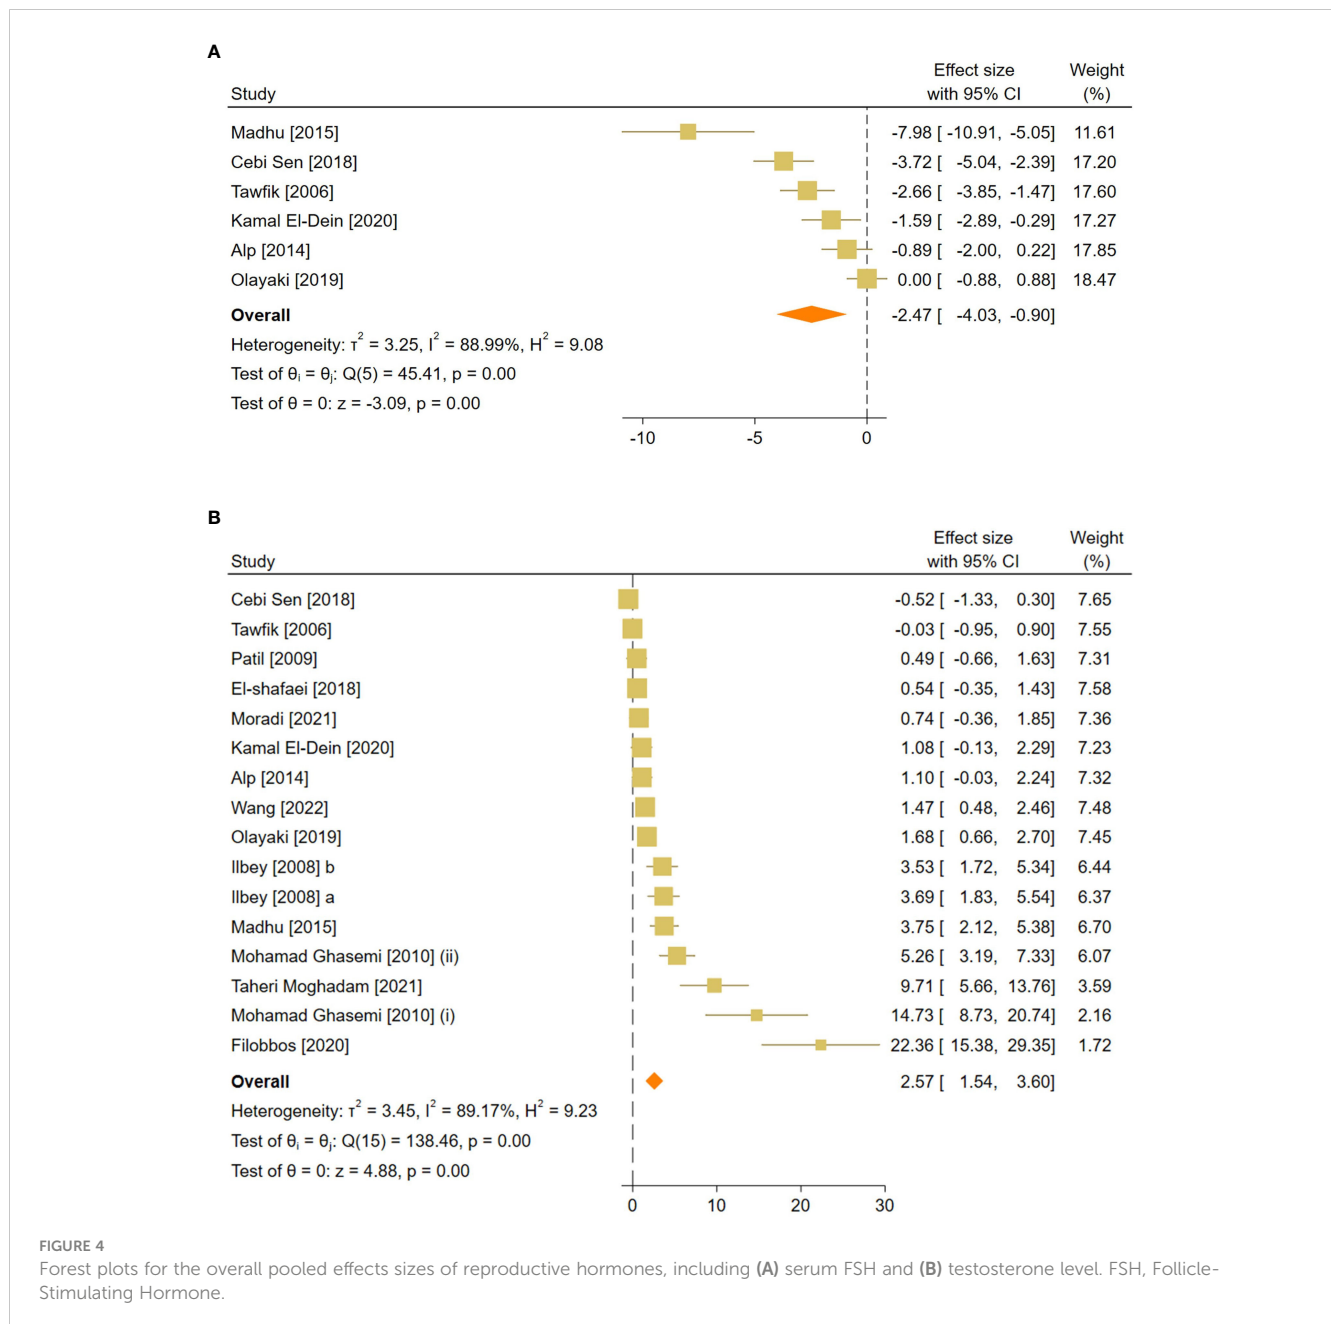 A
Effect size Weight
Study with 95% CI (%)
Madhu [2015] -7.98 [ -10.91, -5.05] 11.61
Cebi Sen [2018] -3.72 [ -5.04, -2.39] 17.20
Tawfik [2006] -2.66 [ -3.85, -1.47] 17.60
Kamal El-Dein [2020] -1.59 [ -2.89, -0.29] 17.27
Alp [2014] -0.89 [ -2.00, 0.22] 17.85
Olayaki [2019] 0.00 [ -0.88, 0.88] 18.47
Overall -2.47 [ -4.03, -0.90]
Heterogeneity: τ² = 3.25, I² = 88.99%, H² = 9.08
Test of θᵢ = θⱼ: Q(5) = 45.41, p = 0.00
Test of θ = 0: z = -3.09, p = 0.00
-10 -5 0
B
Effect size Weight
Study with 95% CI (%)
Cebi Sen [2018] -0.52 [ -1.33, 0.30] 7.65
Tawfik [2006] -0.03 [ -0.95, 0.90] 7.55
Patil [2009] 0.49 [ -0.66, 1.63] 7.31
El-shafaei [2018] 0.54 [ -0.35, 1.43] 7.58
Moradi [2021] 0.74 [ -0.36, 1.85] 7.36
Kamal El-Dein [2020] 1.08 [ -0.13, 2.29] 7.23
Alp [2014] 1.10 [ -0.03, 2.24] 7.32
Wang [2022] 1.47 [ 0.48, 2.46] 7.48
Olayaki [2019] 1.68 [ 0.66, 2.70] 7.45
Ilbey [2008] b 3.53 [ 1.72, 5.34] 6.44
Ilbey [2008] a 3.69 [ 1.83, 5.54] 6.37
Madhu [2015] 3.75 [ 2.12, 5.38] 6.70
Mohamad Ghasemi [2010] (ii) 5.26 [ 3.19, 7.33] 6.07
Taheri Moghadam [2021] 9.71 [ 5.66, 13.76] 3.59
Mohamad Ghasemi [2010] (i) 14.73 [ 8.73, 20.74] 2.16
Filobbos [2020] 22.36 [ 15.38, 29.35] 1.72
Overall 2.57 [ 1.54, 3.60]
Heterogeneity: τ² = 3.45, I² = 89.17%, H² = 9.23
Test of θᵢ = θⱼ: Q(15) = 138.46, p = 0.00
Test of θ = 0: z = 4.88, p = 0.00
0 10 20 30
FIGURE 4
Forest plots for the overall pooled effects sizes of reproductive hormones, including (A) serum FSH and (B) testosterone level. FSH, Follicle-
Stimulating Hormone.